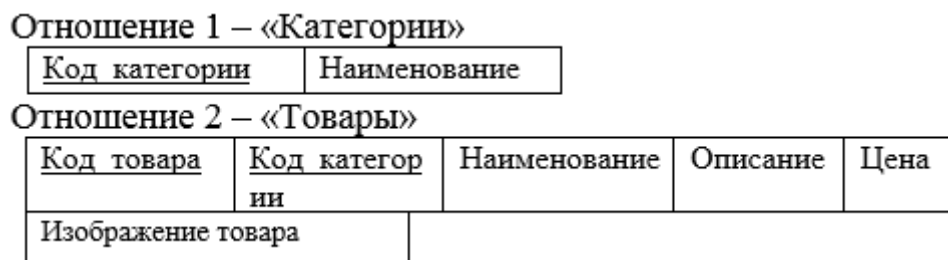 Отношение 1 – «Категории»
Код категории Наименование
Отношение 2 – «Товары»
Код товара Код категор Наименование Описание Цена
ии
Изображение товара